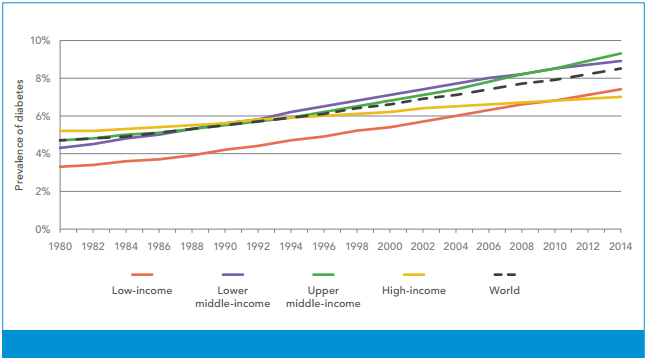 Prevalence of diabetes
10%
8%
6%
4%
2%
0%
1980 1982 1984 1986 1988 1990 1992 1994 1996 1998 2000 2002 2004 2006 2008 2010 2012 2014
Low-income
Lower
middle-income
Upper
middle-income
High-income
World